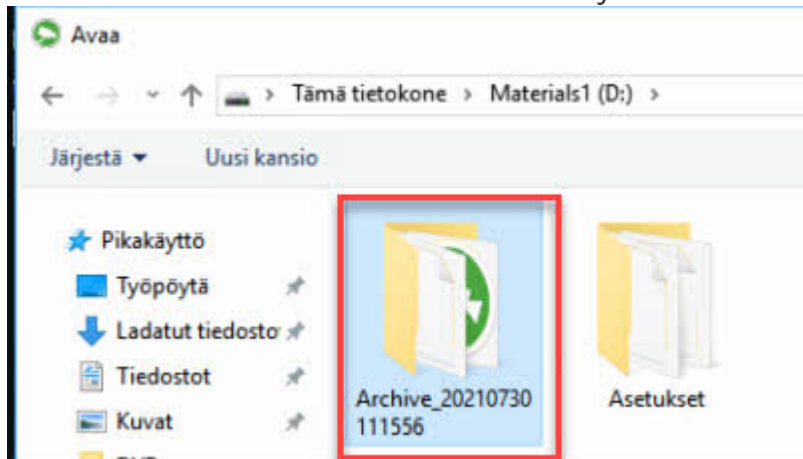 Avaa
Tämä tietokone > Materials1 (D:) >
Järjestä Uusi kansio
Pikakäyttö
Työpöytä
Ladatut tiedosto
Tiedostot
Kuvat
Archive_20210730
111556
Asetukset